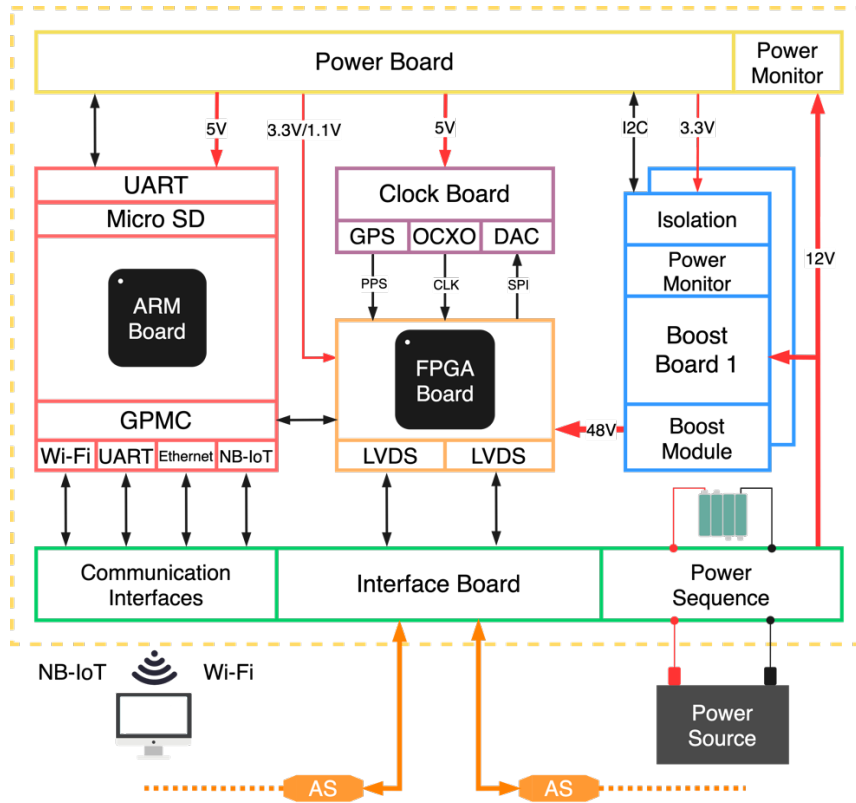 Power Board
Power
Monitor
5V
3.3V/1.1V
5V
I2C
3.3V
12V
UART
Micro SD
ARM
Board
GPMC
Wi-Fi
UART
Ethernet
NB-IoT
Clock Board
GPS
OCXO
DAC
PPS
CLK
SPI
FPGA
Board
LVDS
LVDS
48V
Isolation
Power
Monitor
Boost
Board 1
Boost
Module
Communication
Interfaces
Interface Board
Power
Sequence
NB-IoT
Wi-Fi
Power
Source
AS
AS